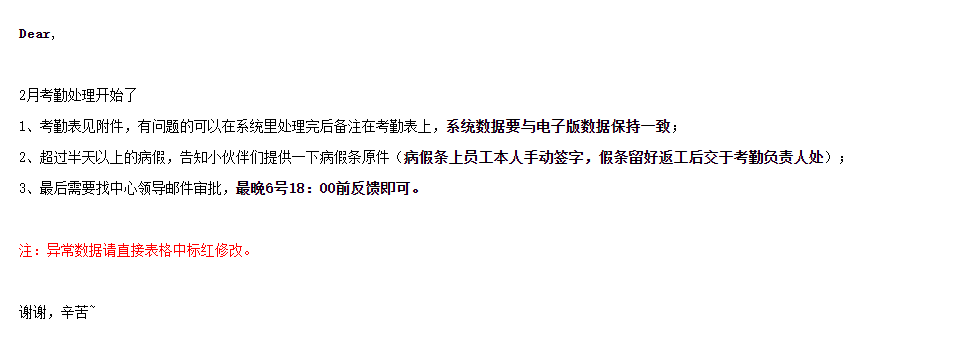 Dear,
2月考勤处理开始了
1、考勤表见附件，有问题的可以在系统里处理完后备注在考勤表上，系统数据要与电子版数据保持一致；
2、超过半天以上的病假，告知小伙伴们提供一下病假条原件（病假条上员工本人手动签字，假条留好返工后交于考勤负责人处）；
3、最后需要找中心领导邮件审批，最晚6号18：00前反馈即可。
注：异常数据请直接表格中标红修改。
谢谢，辛苦~